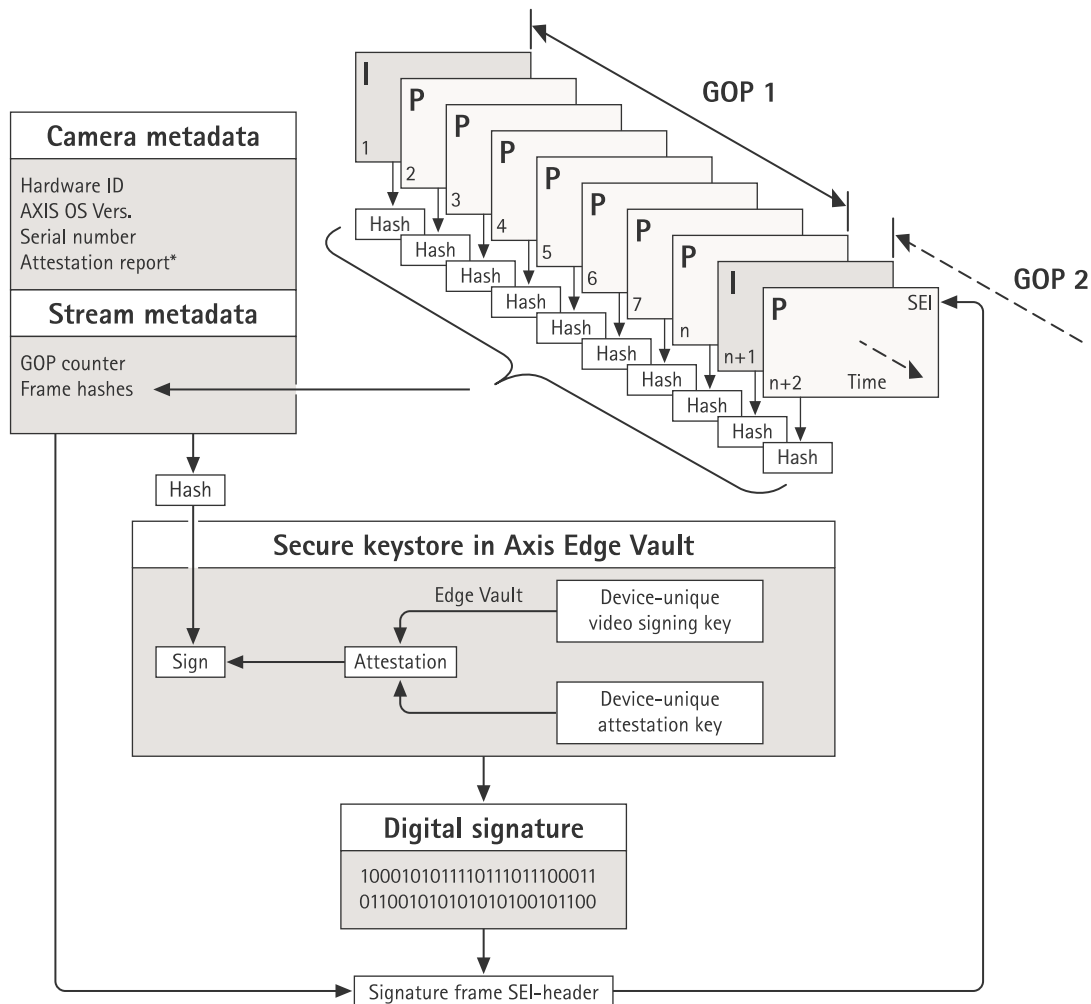 GOP 1
I
1
P
2
P
3
P
4
P
5
P
6
P
7
P
n
I
n+1
P
SEI
n+2
Time
GOP 2
Hash
Hash
Hash
Hash
Hash
Hash
Hash
Hash
Hash
Hash
Camera metadata
Hardware ID
AXIS OS Vers.
Serial number
Attestation report*
Stream metadata
GOP counter
Frame hashes
Hash
Secure keystore in Axis Edge Vault
Edge Vault
Device-unique
video signing key
Sign
Attestation
Device-unique
attestation key
Digital signature
1000101011110111011100011
011001010101010100101100
Signature frame SEI-header